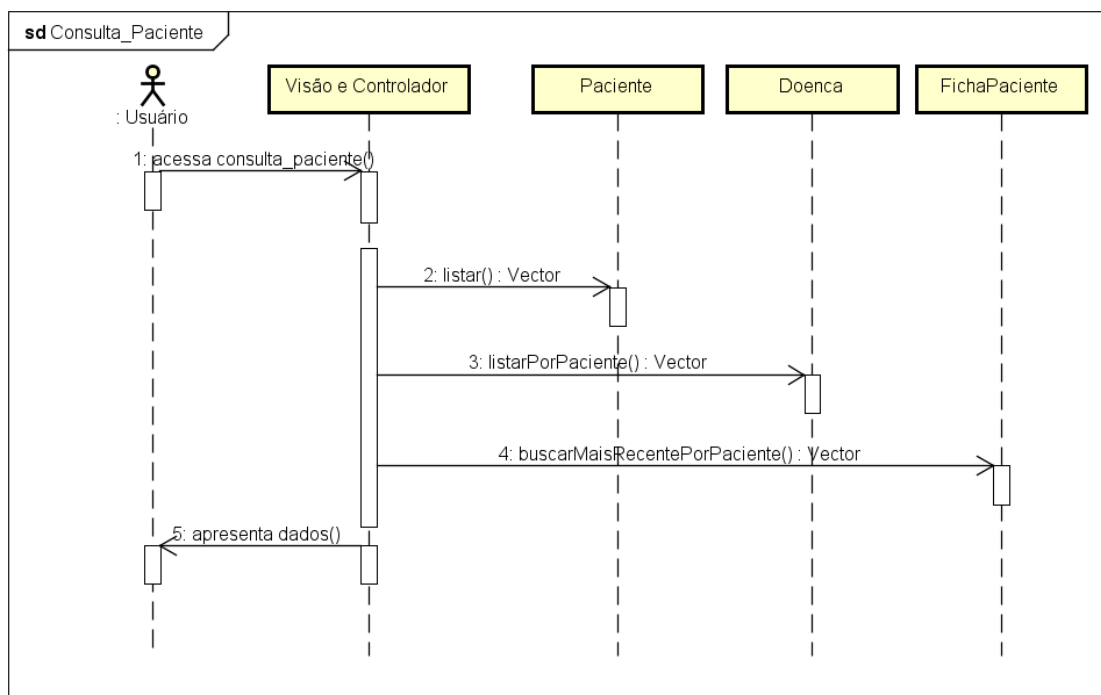 sd Consulta_Paciente
: Usuário
Visão e Controlador
Paciente
Doenca
FichaPaciente
1: acessa consulta_paciente()
2: listar() : Vector
3: listarPorPaciente() : Vector
4: buscarMaisRecentePorPaciente() : Vector
5: apresenta dados()